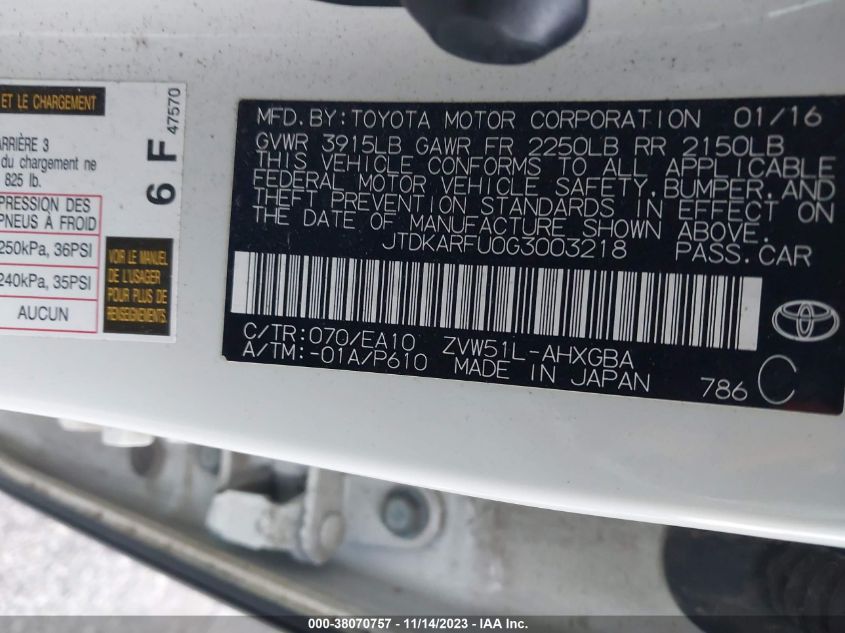 ET LE CHARGEMENT
ARRIÈRE 3
du chargement ne
825 lb.
PRESSION DES
PNEUS À FROID
250kPa, 36PSI
240kPa, 35PSI
AUCUN
6 F
47570
VOIR LE MANUEL
DE L'USAGER
POUR PLUS DE
RENSEIGNEMENTS
MFD.BY:TOYOTA MOTOR CORPORATION 01/16
GVWR 3915LB GAWR FR 2250LB RR 2150LB
THIS VEHICLE CONFORMS TO ALL APPLICABLE
FEDERAL MOTOR VEHICLE SAFETY,BUMPER,AND
THEFT PREVENTION STANDARDS IN EFFECT ON
THE DATE OF MANUFACTURE SHOWN ABOVE.
JTDKARFU0G3003218 PASS.CAR
C/TR:070/EA10 ZVW51L-AHXGBA
A/TM:-01A/P610 MADE IN JAPAN 786 C
000-38070757 - 11/14/2023 - IAA Inc.